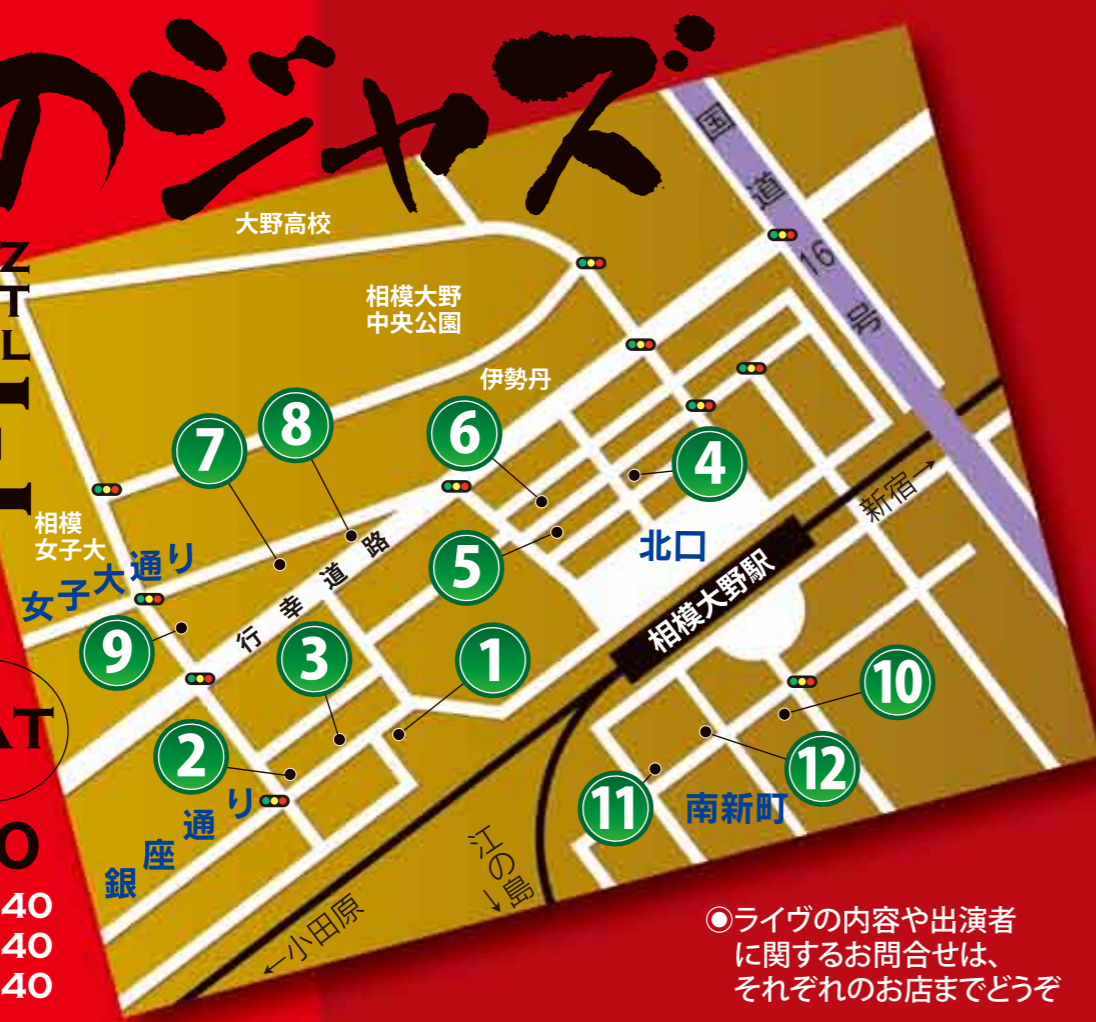 のジャズ
Z
T
L
AT
O
40
40
40
大野高校
相模大野
中央公園
伊勢丹
国道16号
相模
女子大
女子大通り
行幸道路
銀座通り
北口
相模大野駅
新宿→
南新町
江の島
←
←小田原
7
8
6
4
5
9
3
1
2
10
12
11
◉ライヴの内容や出演者
に関するお問合せは、
それぞれのお店までどうぞ